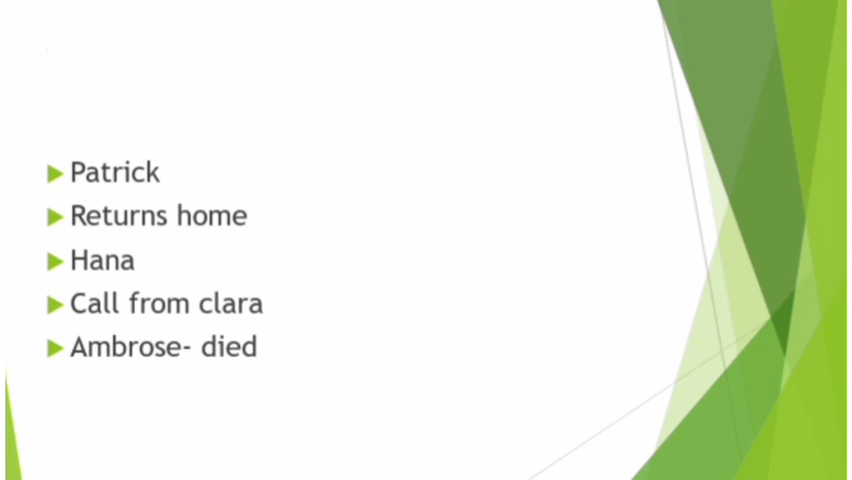 Patrick
Returns home
Hana
Call from clara
Ambrose- died